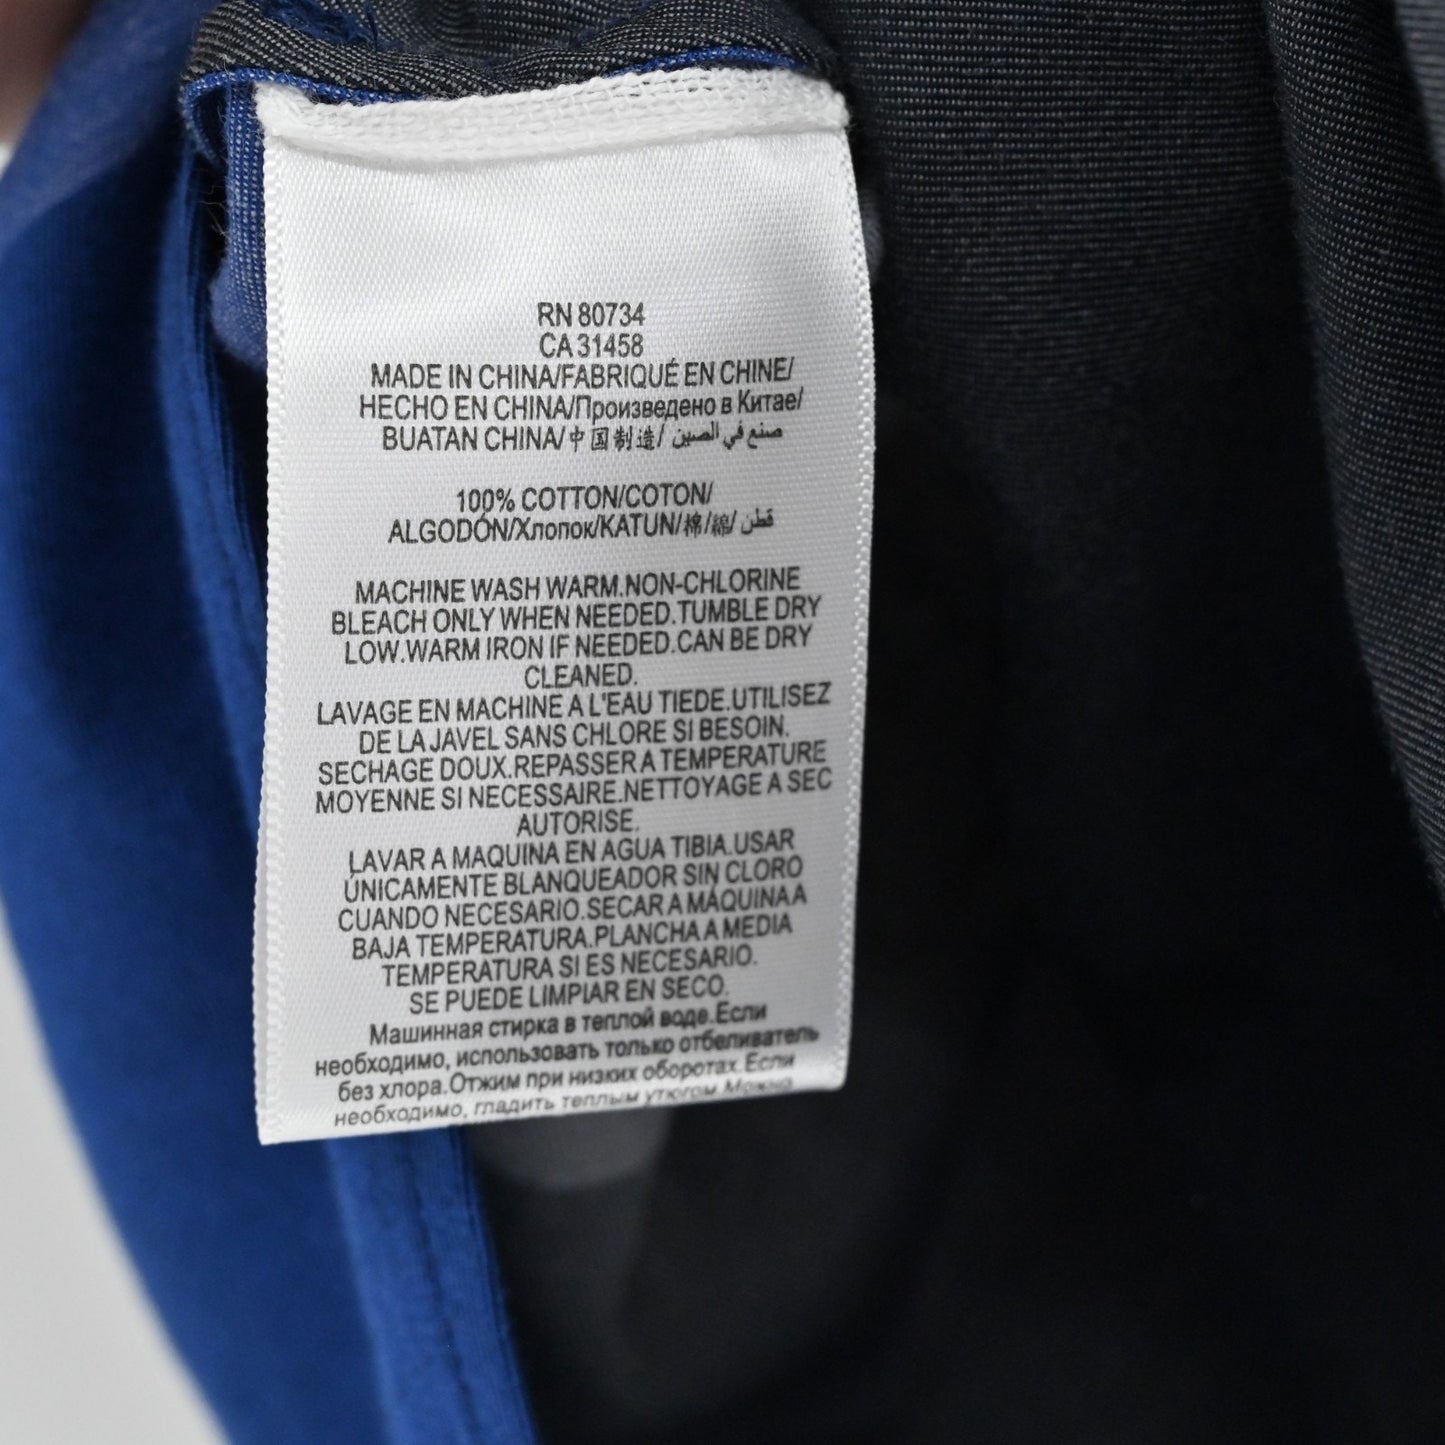 RN 80734
CA 31458
MADE IN CHINA/FABRIQUÉ EN CHINE/
HECHO EN CHINA/Произведено в Китае/
BUATAN CHINA/中国制造/ صنع في الصين
100% COTTON/COTON/
ALGODÓN/Хлопок/KATUN/棉/綿/ قطن
MACHINE WASH WARM.NON-CHLORINE
BLEACH ONLY WHEN NEEDED.TUMBLE DRY
LOW.WARM IRON IF NEEDED.CAN BE DRY
CLEANED.
LAVAGE EN MACHINE A L'EAU TIEDE.UTILISEZ
DE LA JAVEL SANS CHLORE SI BESOIN.
SECHAGE DOUX.REPASSER A TEMPERATURE
MOYENNE SI NECESSAIRE.NETTOYAGE A SEC
AUTORISE.
LAVAR A MAQUINA EN AGUA TIBIA.USAR
ÚNICAMENTE BLANQUEADOR SIN CLORO
CUANDO NECESARIO.SECAR A MÁQUINA A
BAJA TEMPERATURA.PLANCHA A MEDIA
TEMPERATURA SI ES NECESARIO.
SE PUEDE LIMPIAR EN SECO.
Машинная стирка в теплой воде.Если
необходимо, использовать только отбеливатель
без хлора.Отжим при низких оборотах.Если
необходимо, гладить теплым утюгом.Можно